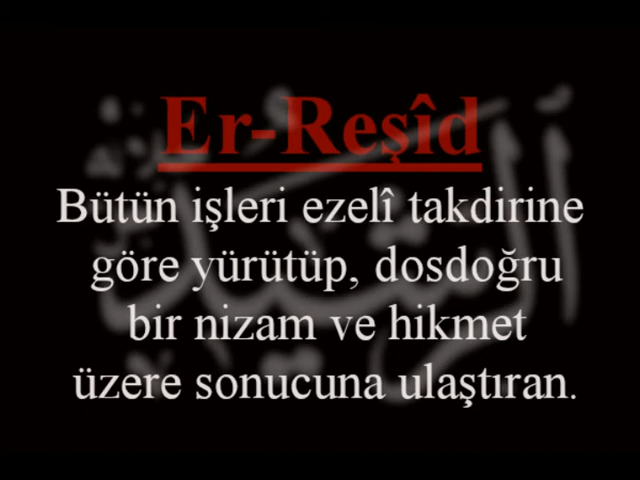 Er-Reşîd
Bütün işleri ezelî takdirine
göre yürütüp, dosdoğru
bir nizam ve hikmet
üzere sonucuna ulaştıran.